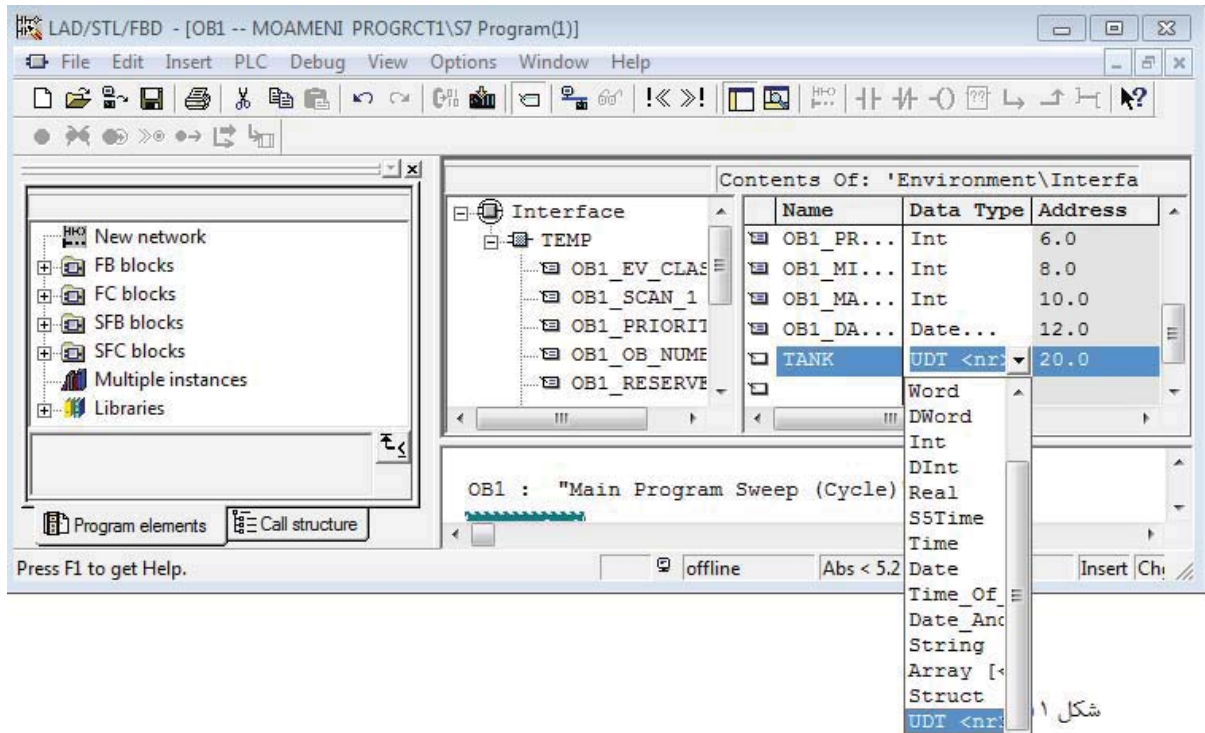 LAD/STL/FBD - [OB1 -- MOAMENI PROGRCT1\S7 Program(1)]
File Edit Insert PLC Debug View Options Window Help
New network
FB blocks
FC blocks
SFB blocks
SFC blocks
Multiple instances
Libraries
Program elements Call structure
Contents Of: 'Environment\Interfa
Interface
TEMP
OB1_EV_CLAS
OB1_SCAN_1
OB1_PRIORIT
OB1_OB_NUMB
OB1_RESERVE
Name Data Type Address
OB1_PR... Int 6.0
OB1_MI... Int 8.0
OB1_MA... Int 10.0
OB1_DA... Date... 12.0
TANK UDT <nr> 20.0
Word
DWord
Int
DInt
Real
S5Time
Time
Date
Time_Of_
Date_And
String
Array [<
Struct
UDT <nr>
OB1 : "Main Program Sweep (Cycle)
Press F1 to get Help. offline Abs < 5.2 Insert Chg
شکل ۱